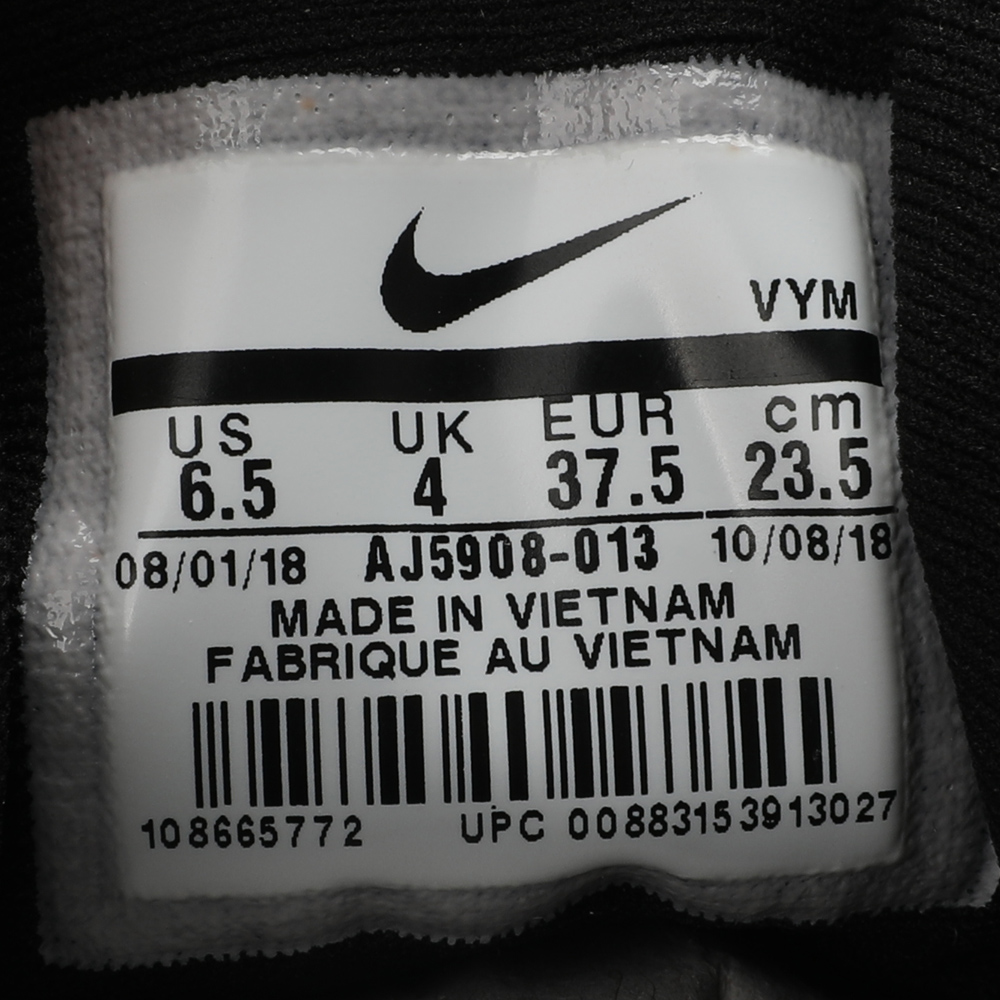 VYM
US UK EUR cm
6.5 4 37.5 23.5
08/01/18 AJ5908-013 10/08/18
MADE IN VIETNAM
FABRIQUE AU VIETNAM
108665772 UPC 00883153913027